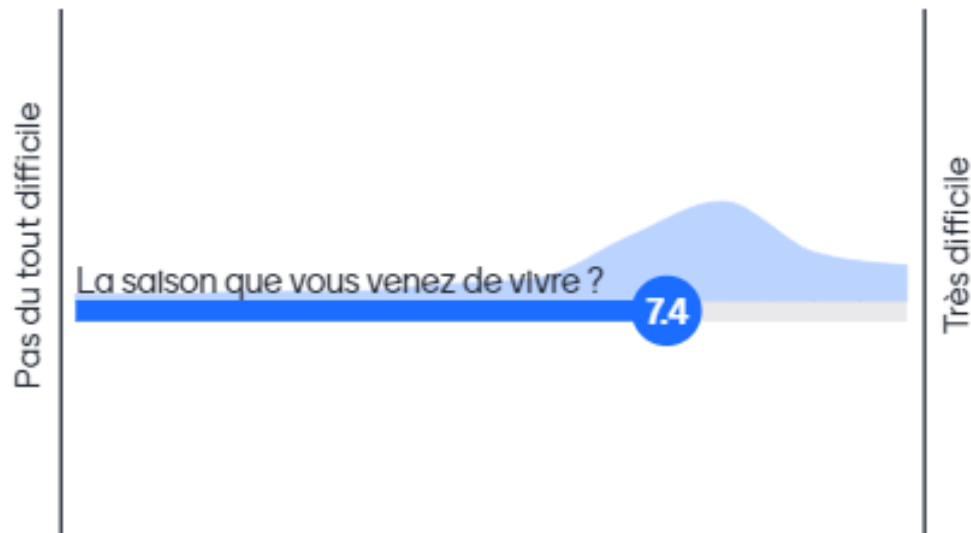 Pas du tout difficile
La saison que vous venez de vivre ?
7.4
Très difficile